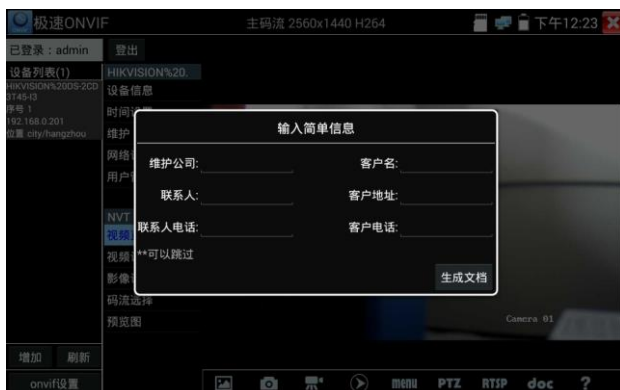 极速ONVIF
主码流 2560x1440 H264
下午12:23
已登录：admin
登出
设备列表(1)
HIKVISION%20DS-2CD
3T45-I3
序号 1
192.168.0.201
位置 city/hangzhou
HIKVISION%20.
设备信息
时间
维护
网络
用户
NVT
视频
视频
影像
码流选择
预览图
输入简单信息
维护公司:
客户名:
联系人:
客户地址:
联系人电话:
客户电话:
**可以跳过
生成文档
Camera 01
增加
刷新
onvif设置
menu
PTZ
RTSP
doc
?